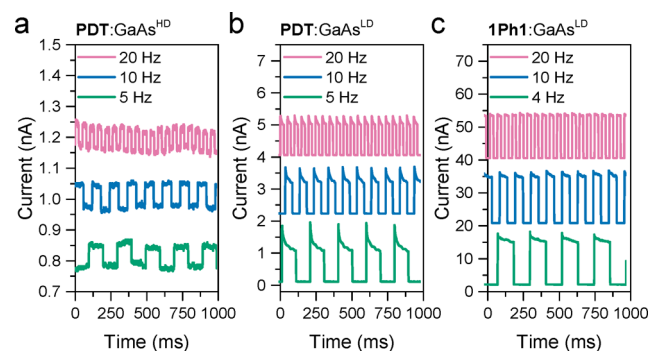 a PDT:GaAs^HD
20 Hz
10 Hz
5 Hz
1.5
1.4
1.3
1.2
1.1
1.0
0.9
0.8
0.7
Current (nA)
0 250 500 750 1000
Time (ms)
b PDT:GaAs^LD
20 Hz
10 Hz
5 Hz
7
6
5
4
3
2
1
0
Current (nA)
0 250 500 750 1000
Time (ms)
c 1Ph1:GaAs^LD
20 Hz
10 Hz
4 Hz
70
60
50
40
30
20
10
0
Current (nA)
0 250 500 750 1000
Time (ms)